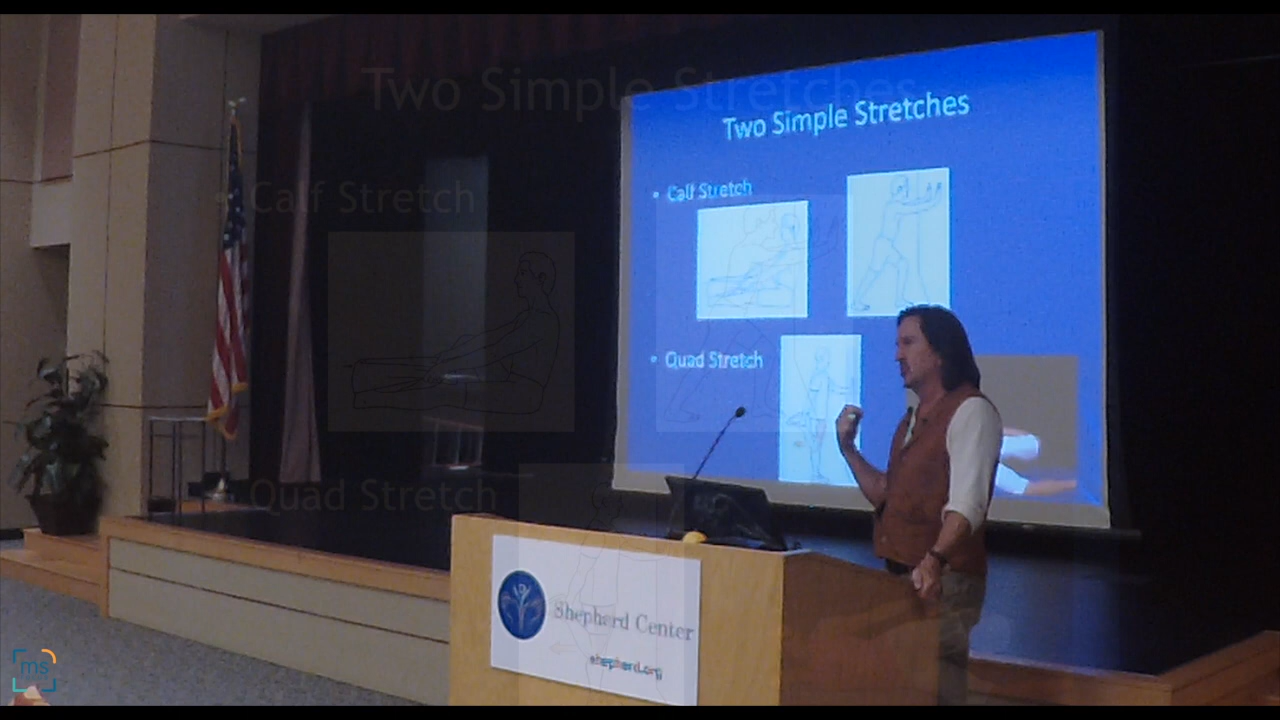 Two Simple Stretches
Two Simple Stretches
• Calf Stretch
• Calf Stretch
• Quad Stretch
Quad Stretch
Shepherd Center
shepherd.org
ms